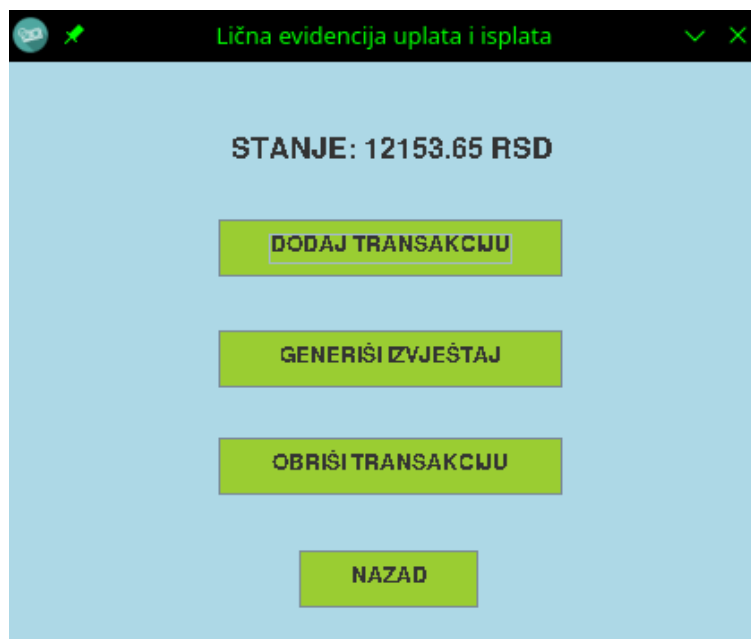 Lična evidencija uplata i isplata
STANJE: 12153.65 RSD
DODAJ TRANSAKCIJU
GENERIŠI IZVJEŠTAJ
OBRIŠI TRANSAKCIJU
NAZAD